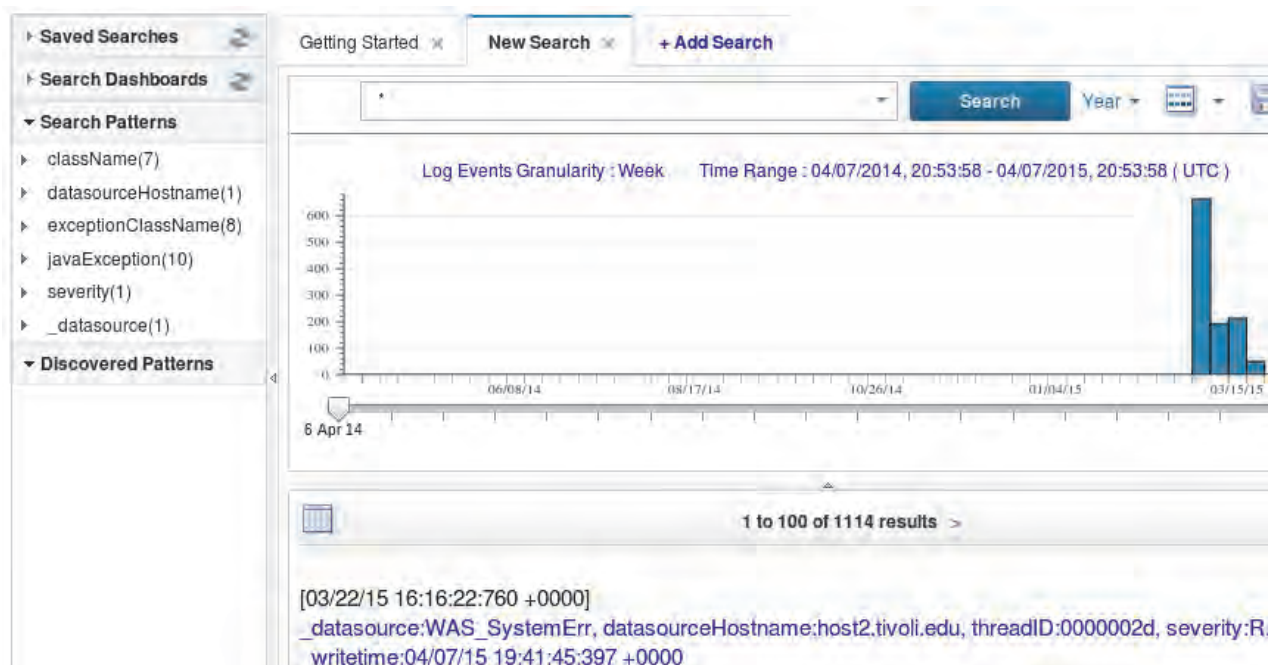 Saved Searches
Search Dashboards
Search Patterns
className(7)
datasourceHostname(1)
exceptionClassName(8)
javaException(10)
severity(1)
_datasource(1)
Discovered Patterns
Getting Started
New Search
+ Add Search
*
Search
Year
Log Events Granularity : Week Time Range : 04/07/2014, 20:53:58 - 04/07/2015, 20:53:58 ( UTC )
600
500
400
300
200
100
0
06/08/14 08/17/14 10/26/14 01/04/15 03/15/15
6 Apr 14
1 to 100 of 1114 results >
[03/22/15 16:16:22:760 +0000]
_datasource:WAS_SystemErr, datasourceHostname:host2.tivoli.edu, threadID:0000002d, severity:R,
_writetime:04/07/15 19:41:45:397 +0000